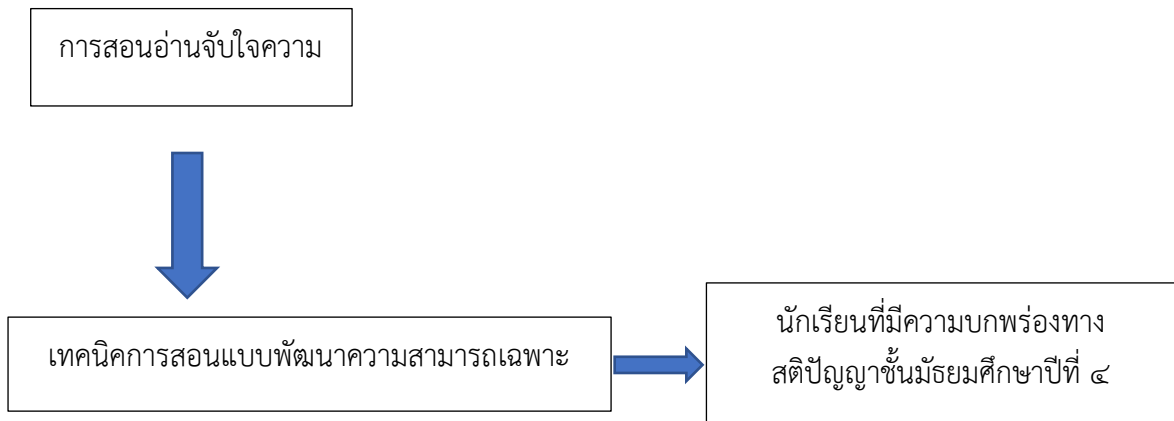 การสอนอ่านจับใจความ
เทคนิคการสอนแบบพัฒนาความสามารถเฉพาะ
นักเรียนที่มีความบกพร่องทาง
สติปัญญาชั้นมัธยมศึกษาปีที่ ๔